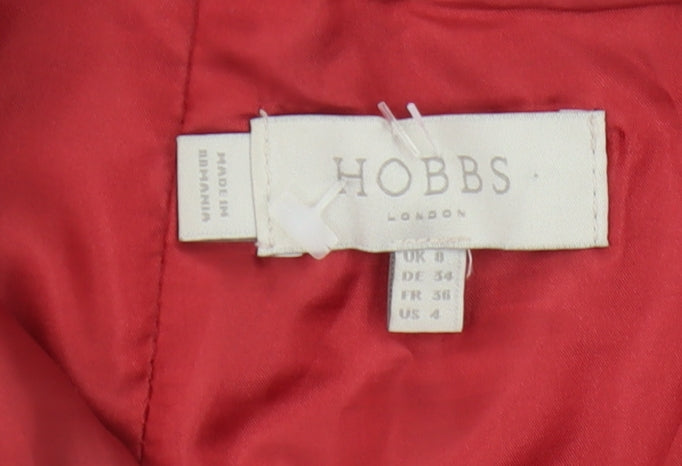 HOBBS
LONDON
MADE IN
ROMANIA
UK 8
DE 34
FR 36
US 4